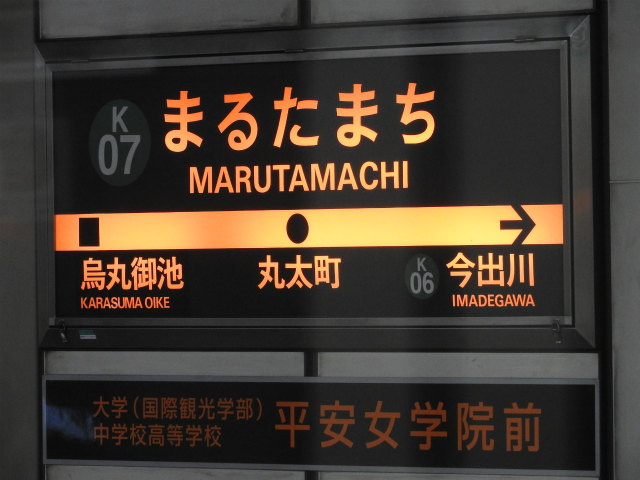 K
07
まるたまち
MARUTAMACHI
烏丸御池
KARASUMA OIKE
丸太町
K
06
今出川
IMADEGAWA
大学(国際観光学部)
中学校高等学校
平安女学院前